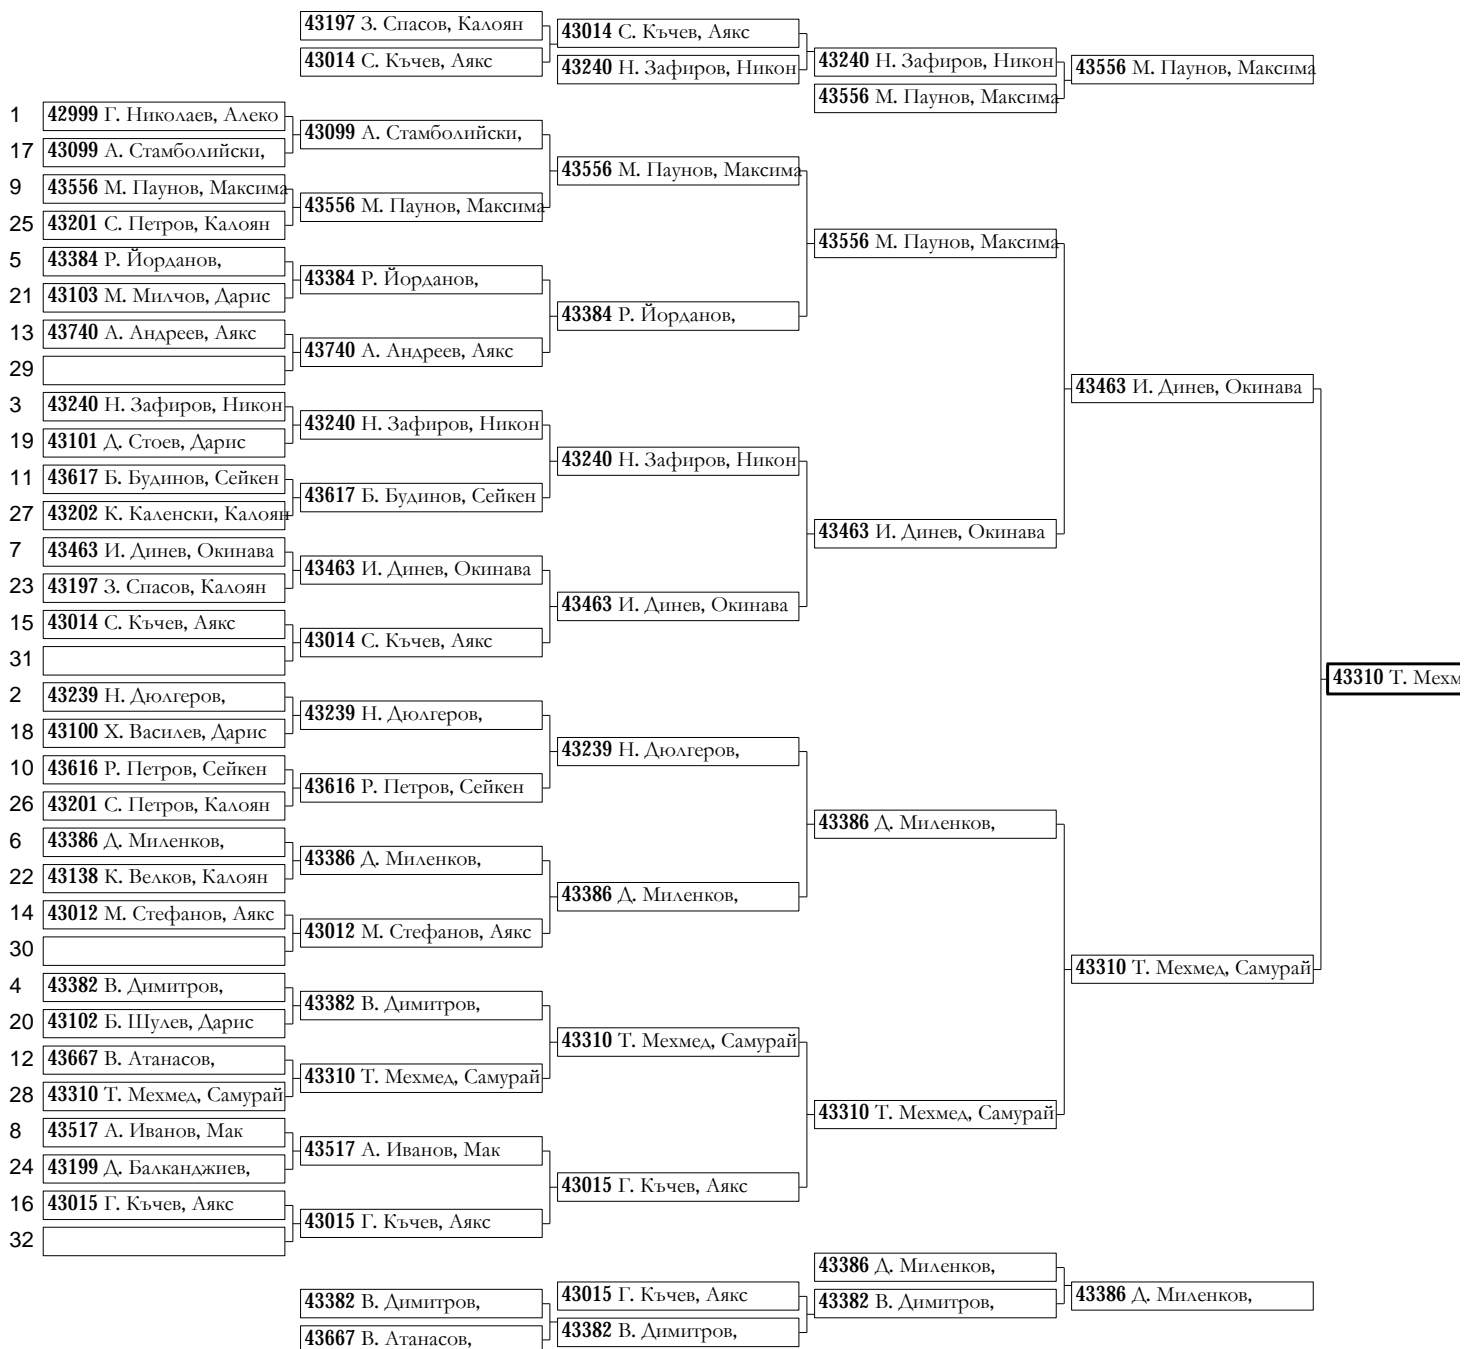 43197 З. Спасов, Калоян
43014 С. Къчев, Аякс
43014 С. Къчев, Аякс
43240 Н. Зафиров, Никон
43240 Н. Зафиров, Никон
43556 М. Паунов, Максима
43556 М. Паунов, Максима
1 42999 Г. Николаев, Алеко
17 43099 А. Стамболийски,
9 43556 М. Паунов, Максима
25 43201 С. Петров, Калоян
5 43384 Р. Йорданов,
21 43103 М. Милчов, Дарис
13 43740 А. Андреев, Аякс
29
3 43240 Н. Зафиров, Никон
19 43101 Д. Стоев, Дарис
11 43617 Б. Будинов, Сейкен
27 43202 К. Каленски, Калоян
7 43463 И. Динев, Окинава
23 43197 З. Спасов, Калоян
15 43014 С. Къчев, Аякс
31
2 43239 Н. Дюлгеров,
18 43100 Х. Василев, Дарис
10 43616 Р. Петров, Сейкен
26 43201 С. Петров, Калоян
6 43386 Д. Миленков,
22 43138 К. Велков, Калоян
14 43012 М. Стефанов, Аякс
30
4 43382 В. Димитров,
20 43102 Б. Шулев, Дарис
12 43667 В. Атанасов,
28 43310 Т. Мехмед, Самурай
8 43517 А. Иванов, Мак
24 43199 Д. Балканджиев,
16 43015 Г. Къчев, Аякс
32
43099 А. Стамболийски,
43556 М. Паунов, Максима
43384 Р. Йорданов,
43740 А. Андреев, Аякс
43240 Н. Зафиров, Никон
43617 Б. Будинов, Сейкен
43463 И. Динев, Окинава
43014 С. Къчев, Аякс
43239 Н. Дюлгеров,
43616 Р. Петров, Сейкен
43386 Д. Миленков,
43012 М. Стефанов, Аякс
43382 В. Димитров,
43310 Т. Мехмед, Самурай
43517 А. Иванов, Мак
43015 Г. Къчев, Аякс
43556 М. Паунов, Максима
43384 Р. Йорданов,
43240 Н. Зафиров, Никон
43463 И. Динев, Окинава
43239 Н. Дюлгеров,
43386 Д. Миленков,
43310 Т. Мехмед, Самурай
43015 Г. Къчев, Аякс
43556 М. Паунов, Максима
43463 И. Динев, Окинава
43386 Д. Миленков,
43310 Т. Мехмед, Самурай
43463 И. Динев, Окинава
43310 Т. Мехмед, Самурай
43310 Т.
43382 В. Димитров,
43667 В. Атанасов,
43015 Г. Къчев, Аякс
43382 В. Димитров,
43386 Д. Миленков,
43382 В. Димитров,
43386 Д. Миленков,